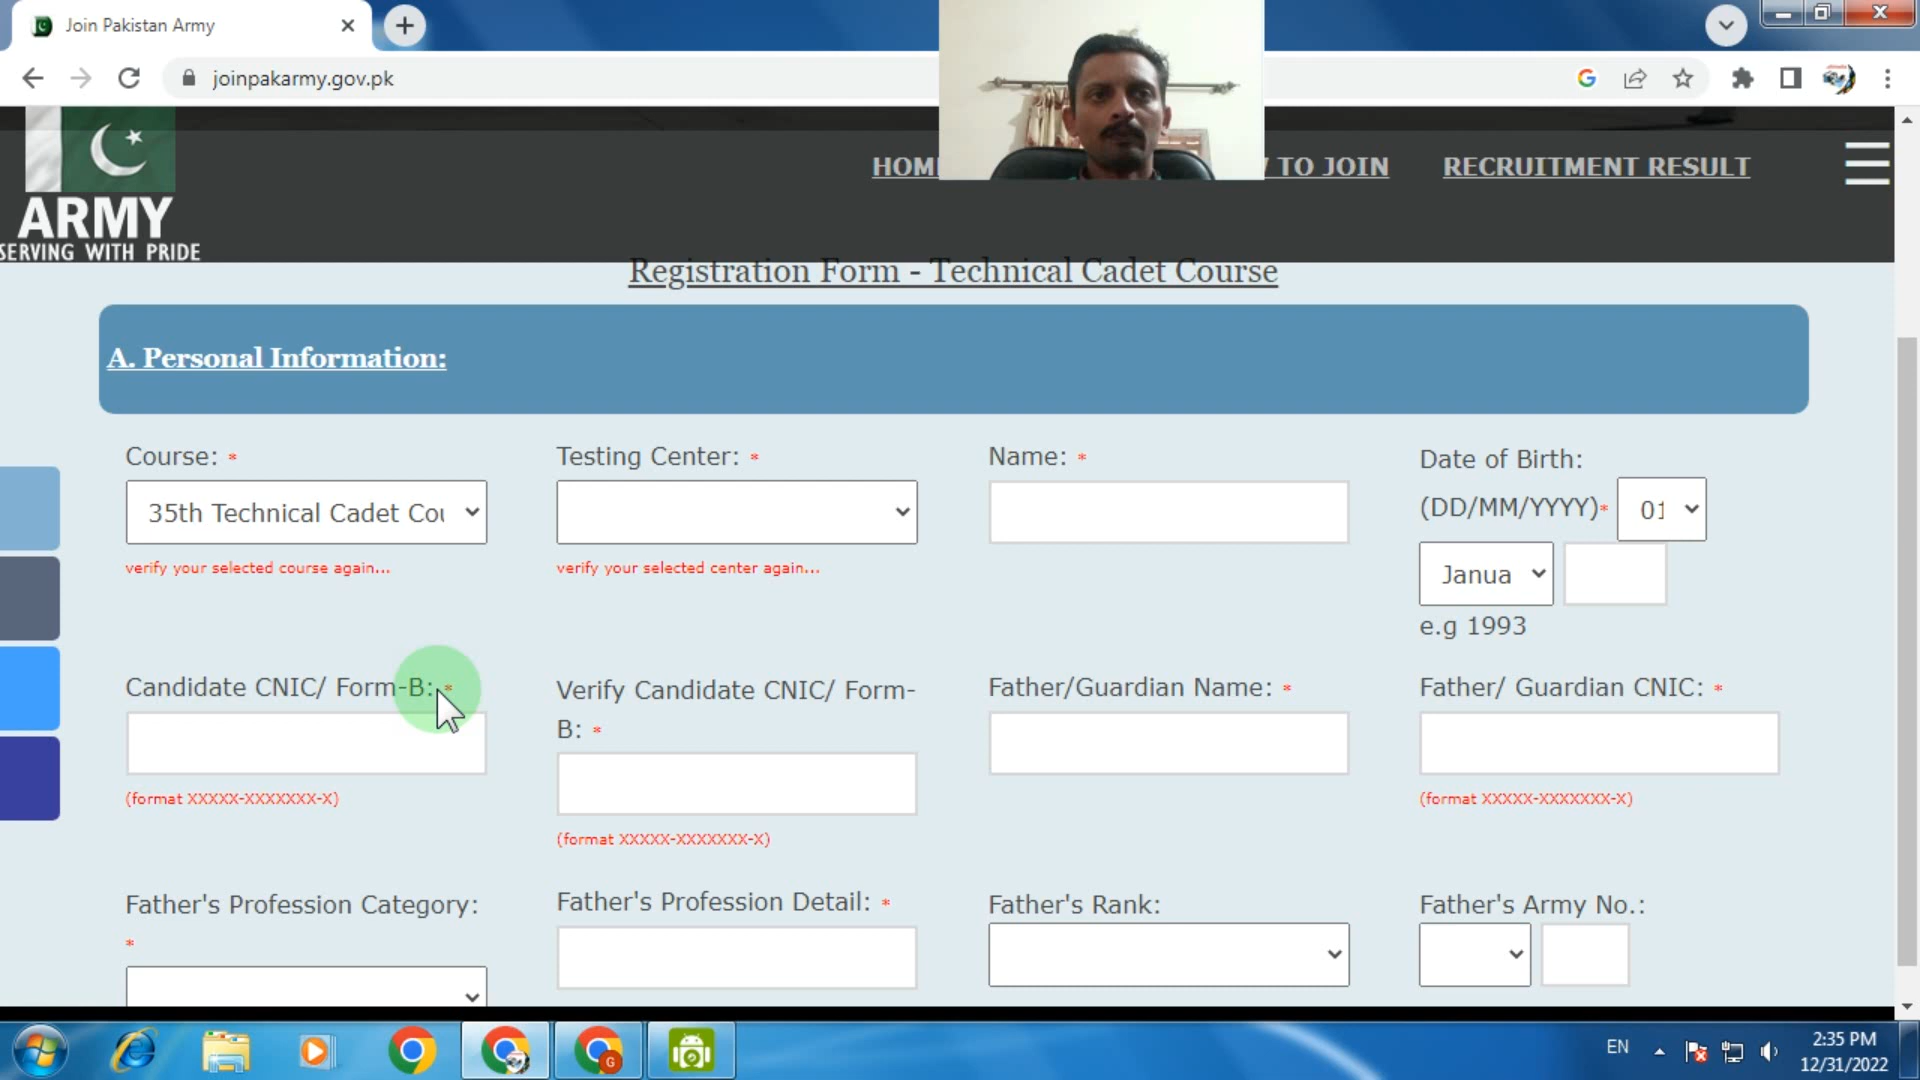 Join Pakistan Army
joinpakarmy.gov.pk
ARMY
SERVING WITH PRIDE
TO JOIN
RECRUITMENT RESULT
Registration Form - Technical Cadet Course
A. Personal Information:
Course: *
Testing Center: *
Name: *
Date of Birth:
(DD/MM/YYYY)*
01
35th Technical Cadet
Janua
verify your selected course again...
verify your selected center again...
e.g 1993
Candidate CNIC/ Form-B: *
Verify Candidate CNIC/ Form-
B: *
Father/Guardian Name: *
Father/ Guardian CNIC: *
(format XXXXX-XXXXXXX-X)
(format XXXXX-XXXXXXX-X)
(format XXXXX-XXXXXXX-X)
Father's Profession Category:
*
Father's Profession Detail: *
Father's Rank:
Father's Army No.:
EN
2:35 PM
12/31/2022